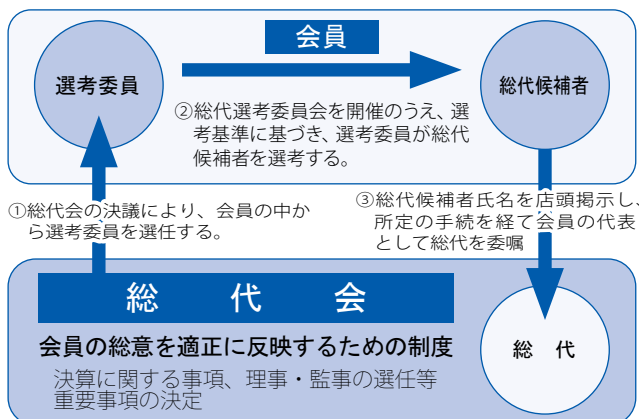 会員
選考委員
総代候補者
②総代選考委員会を開催のうえ、選
考基準に基づき、選考委員が総代
候補者を選考する。
①総代会の決議により、会員の中か
ら選考委員を選任する。
③総代候補者氏名を店頭掲示し、
所定の手続を経て会員の代表
として総代を委嘱
総代会
会員の総意を適正に反映するための制度
決算に関する事項、理事・監事の選任等
重要事項の決定
総代